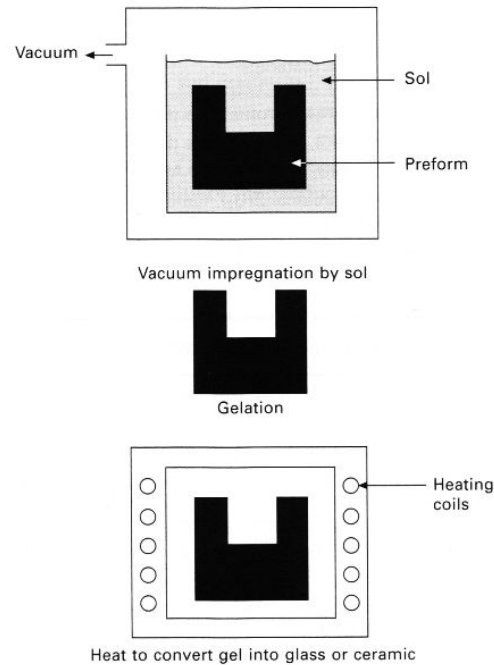 Vacuum
Sol
Preform
Vacuum impregnation by sol
Gelation
Heating
coils
Heat to convert gel into glass or ceramic